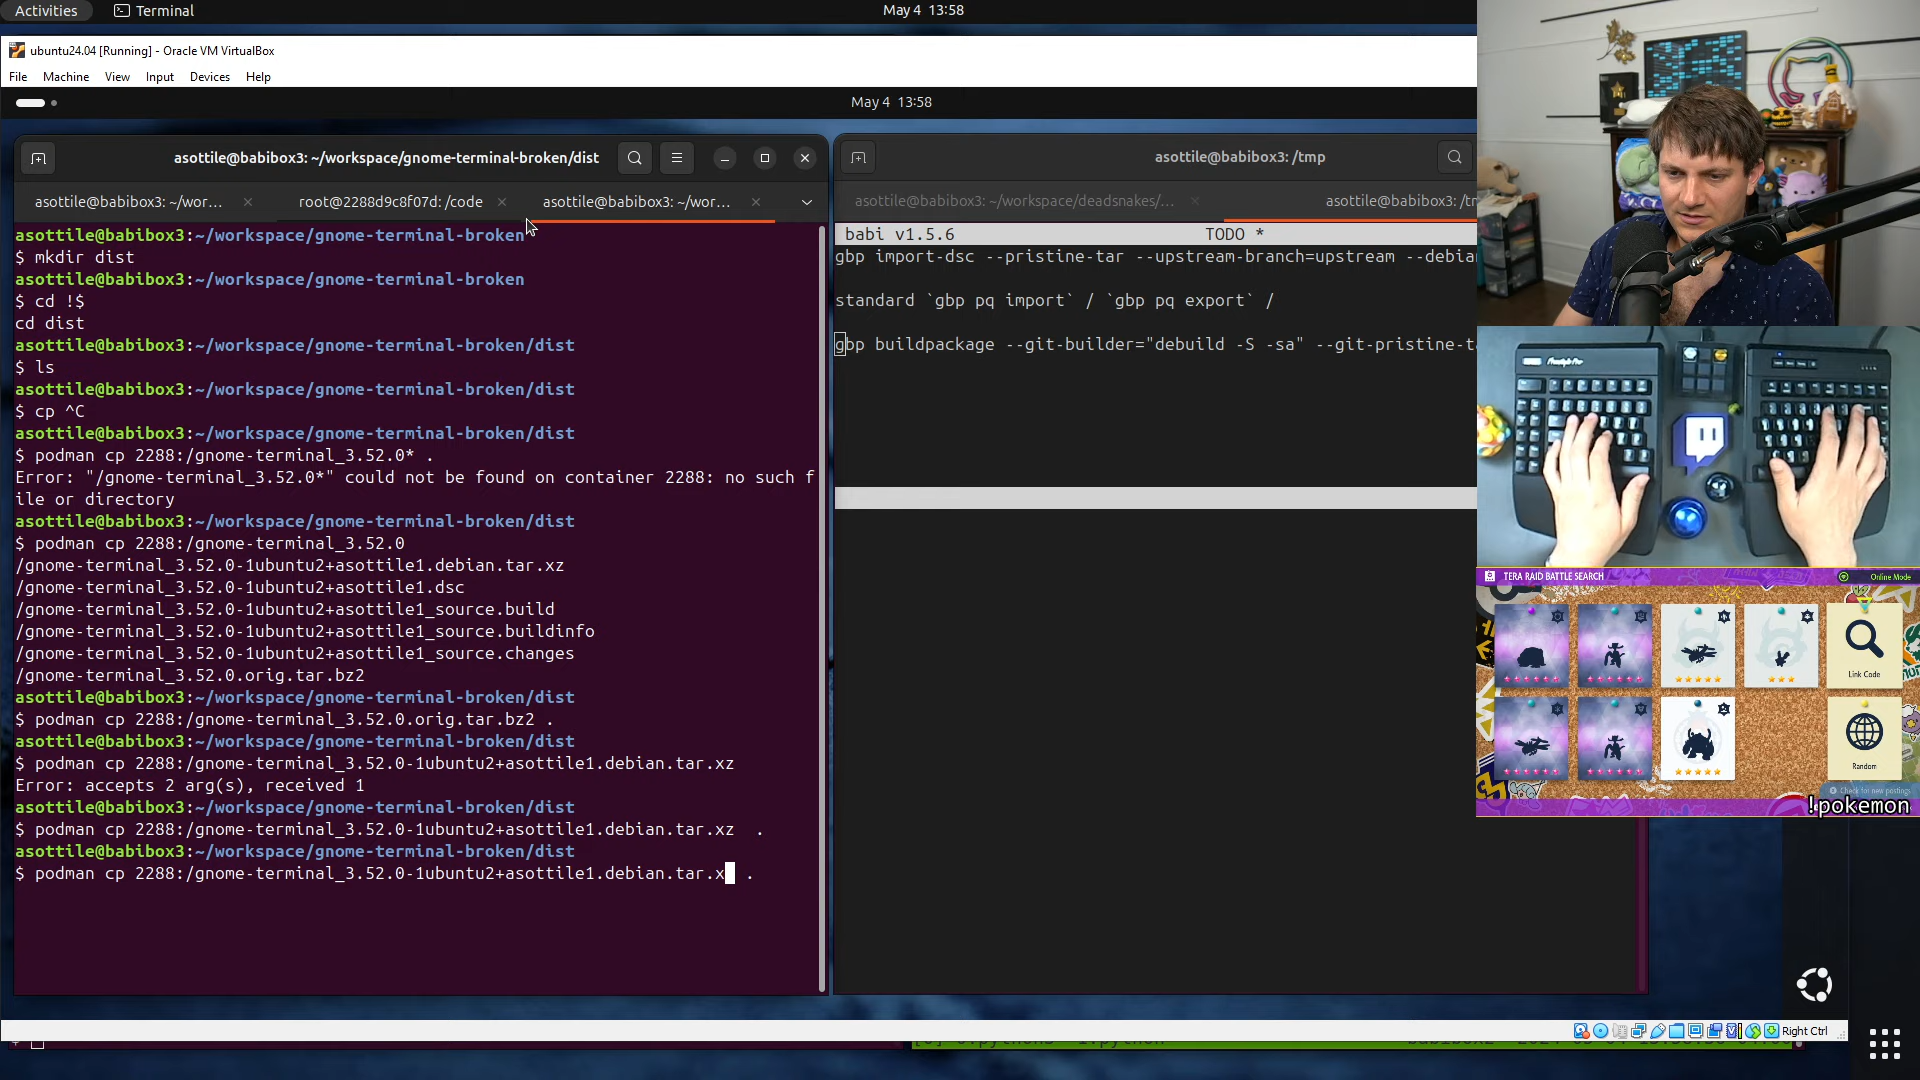 Activities
Terminal
May 4 13:58
ubuntu24.04 [Running] - Oracle VM VirtualBox
File Machine View Input Devices Help
May 4 13:58
asottile@babibox3: ~/workspace/gnome-terminal-broken/dist
asottile@babibox3: ~/wor...
root@2288d9c8f07d: /code
asottile@babibox3: ~/wor...
asottile@babibox3:~/workspace/gnome-terminal-broken
$ mkdir dist
asottile@babibox3:~/workspace/gnome-terminal-broken
$ cd !$
cd dist
asottile@babibox3:~/workspace/gnome-terminal-broken/dist
$ ls
asottile@babibox3:~/workspace/gnome-terminal-broken/dist
$ cp ^C
asottile@babibox3:~/workspace/gnome-terminal-broken/dist
$ podman cp 2288:/gnome-terminal_3.52.0* .
Error: "/gnome-terminal_3.52.0*" could not be found on container 2288: no such f
ile or directory
asottile@babibox3:~/workspace/gnome-terminal-broken/dist
$ podman cp 2288:/gnome-terminal_3.52.0
/gnome-terminal_3.52.0-1ubuntu2+asottile1.debian.tar.xz
/gnome-terminal_3.52.0-1ubuntu2+asottile1.dsc
/gnome-terminal_3.52.0-1ubuntu2+asottile1_source.build
/gnome-terminal_3.52.0-1ubuntu2+asottile1_source.buildinfo
/gnome-terminal_3.52.0-1ubuntu2+asottile1_source.changes
/gnome-terminal_3.52.0.orig.tar.bz2
asottile@babibox3:~/workspace/gnome-terminal-broken/dist
$ podman cp 2288:/gnome-terminal_3.52.0.orig.tar.bz2 .
asottile@babibox3:~/workspace/gnome-terminal-broken/dist
$ podman cp 2288:/gnome-terminal_3.52.0-1ubuntu2+asottile1.debian.tar.xz
Error: accepts 2 arg(s), received 1
asottile@babibox3:~/workspace/gnome-terminal-broken/dist
$ podman cp 2288:/gnome-terminal_3.52.0-1ubuntu2+asottile1.debian.tar.xz  .
asottile@babibox3:~/workspace/gnome-terminal-broken/dist
$ podman cp 2288:/gnome-terminal_3.52.0-1ubuntu2+asottile1.debian.tar.x  .
asottile@babibox3: /tmp
asottile@babibox3: ~/workspace/deadsnakes/...
asottile@babibox3: /t
babi v1.5.6 TODO *
gbp import-dsc --pristine-tar --upstream-branch=upstream --debia
standard `gbp pq import` / `gbp pq export` /
gbp buildpackage --git-builder="debuild -S -sa" --git-pristine-t
TERA RAID BATTLE SEARCH
Online Mode
Link Code
Random
Check for new postings
!pokemon
Right Ctrl